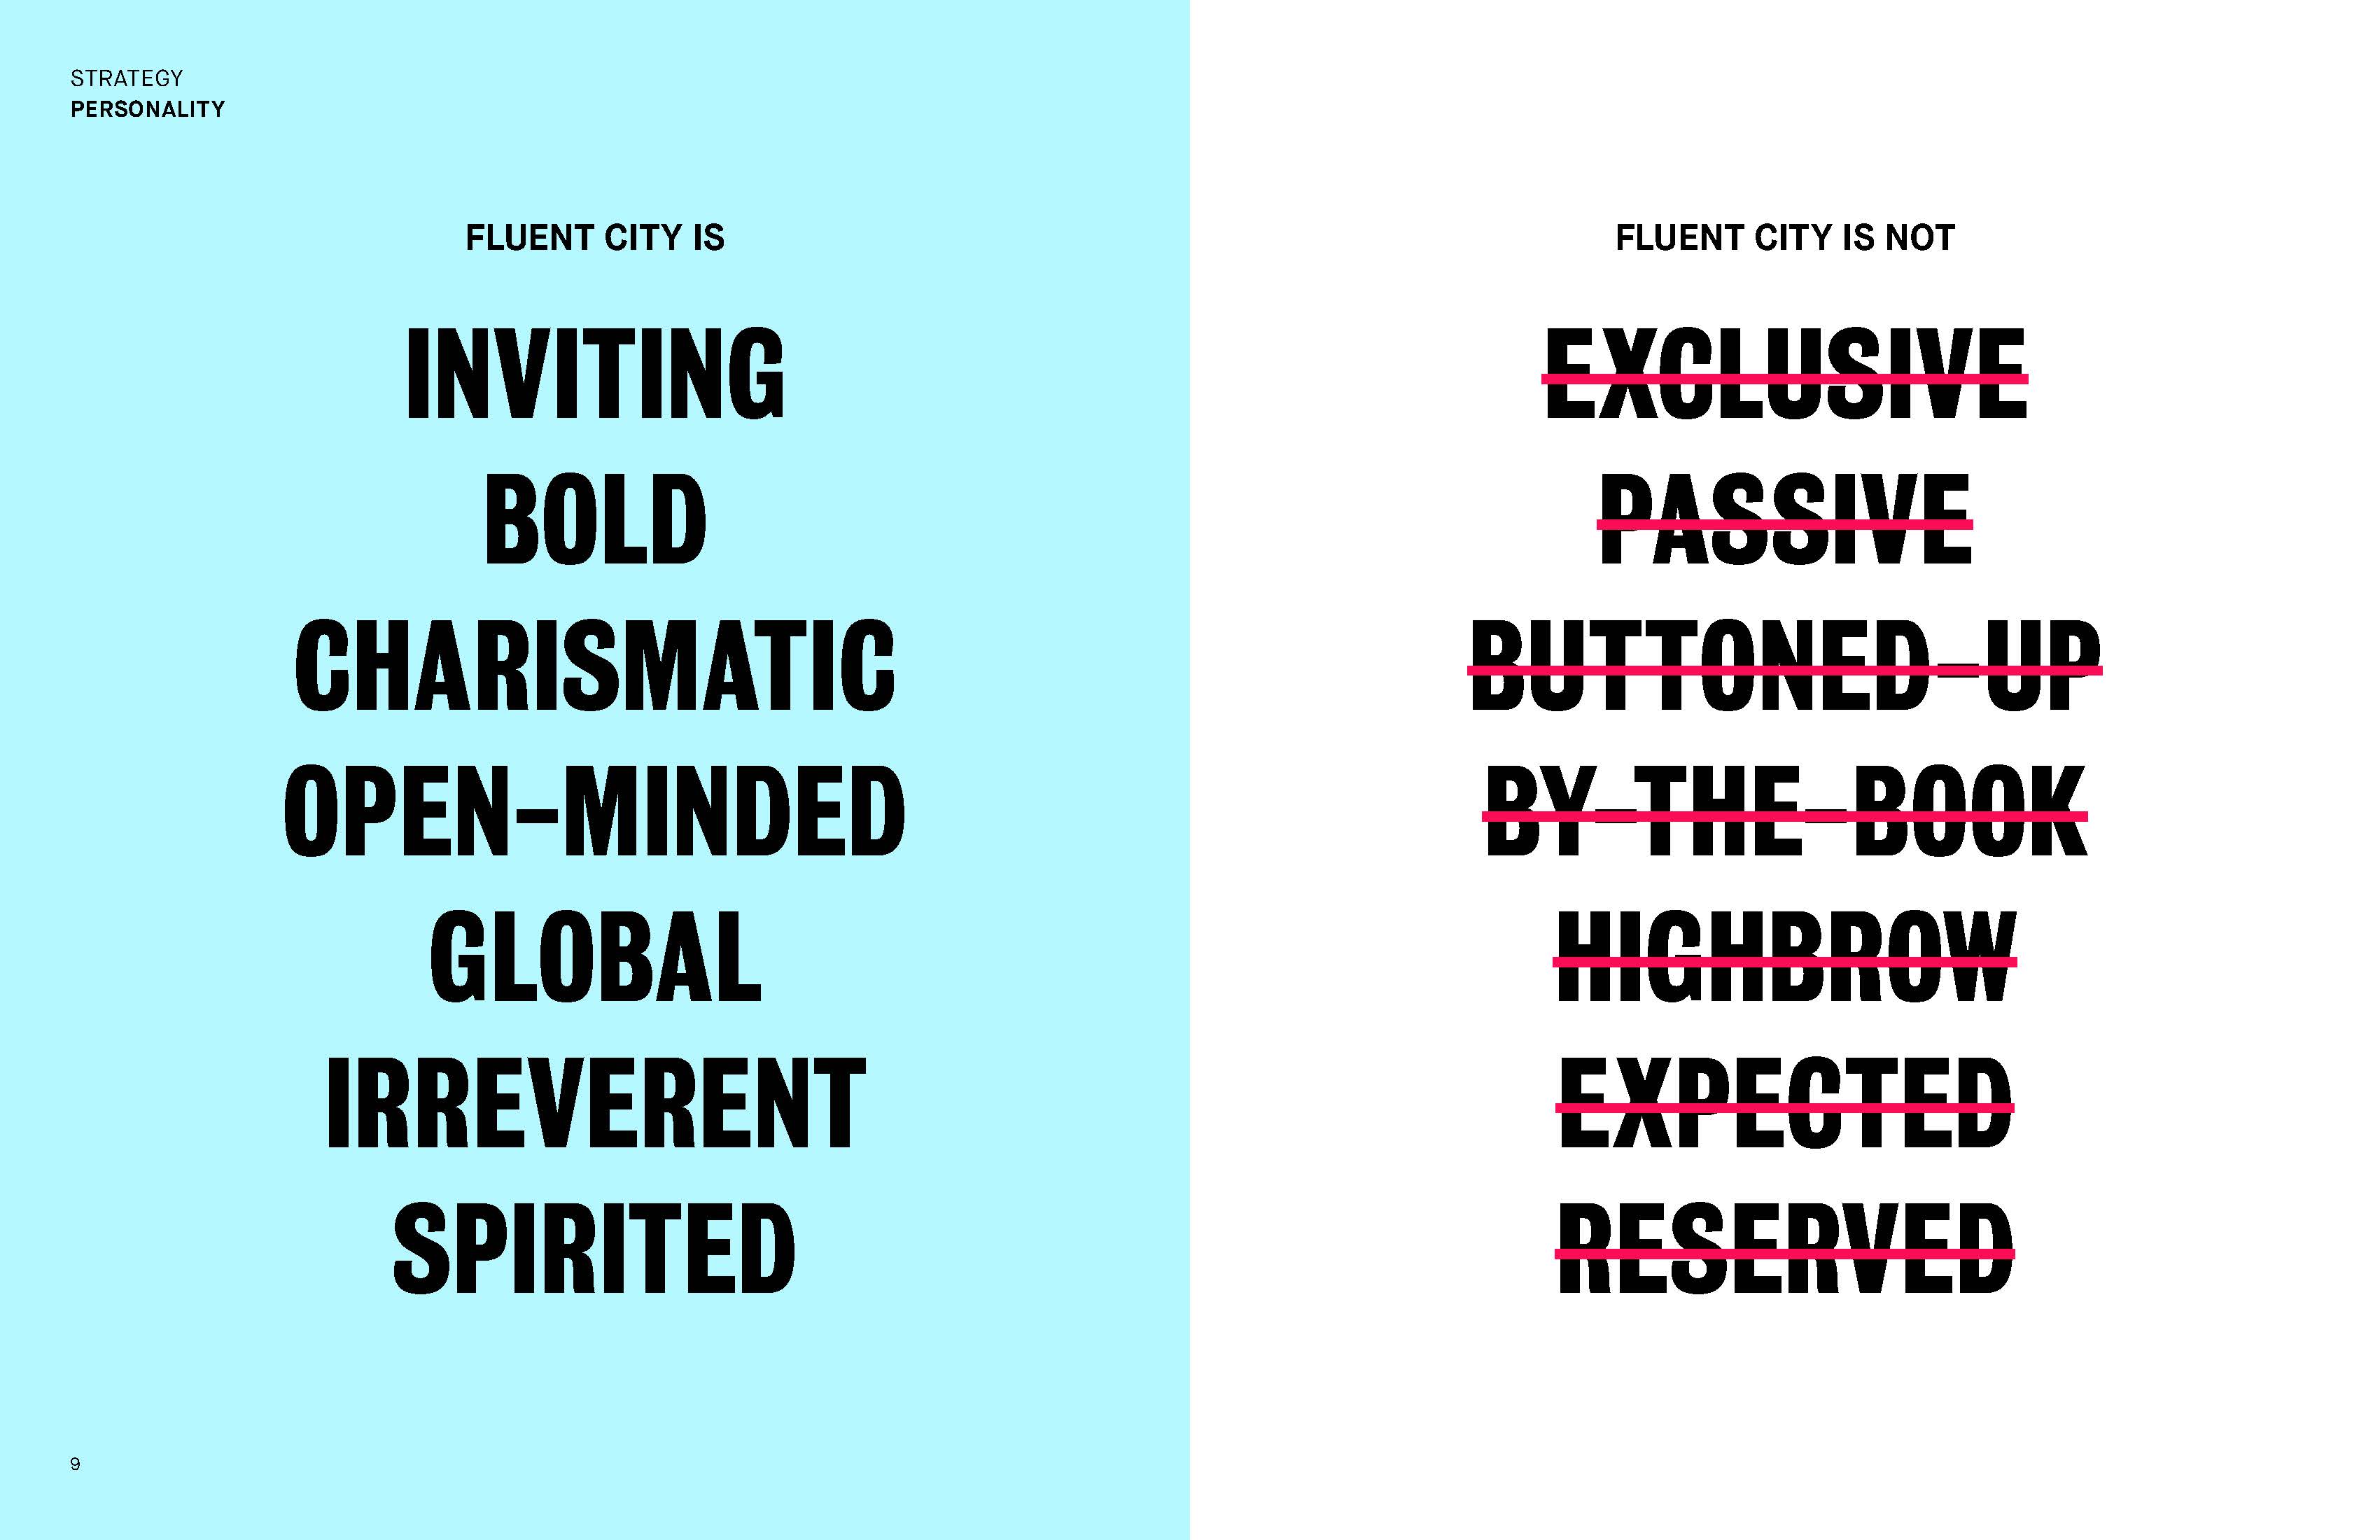 STRATEGY
PERSONALITY
FLUENT CITY IS
INVITING
BOLD
CHARISMATIC
OPEN–MINDED
GLOBAL
IRREVERENT
SPIRITED
FLUENT CITY IS NOT
EXCLUSIVE
PASSIVE
BUTTONED–UP
BY–THE–BOOK
HIGHBROW
EXPECTED
RESERVED
9